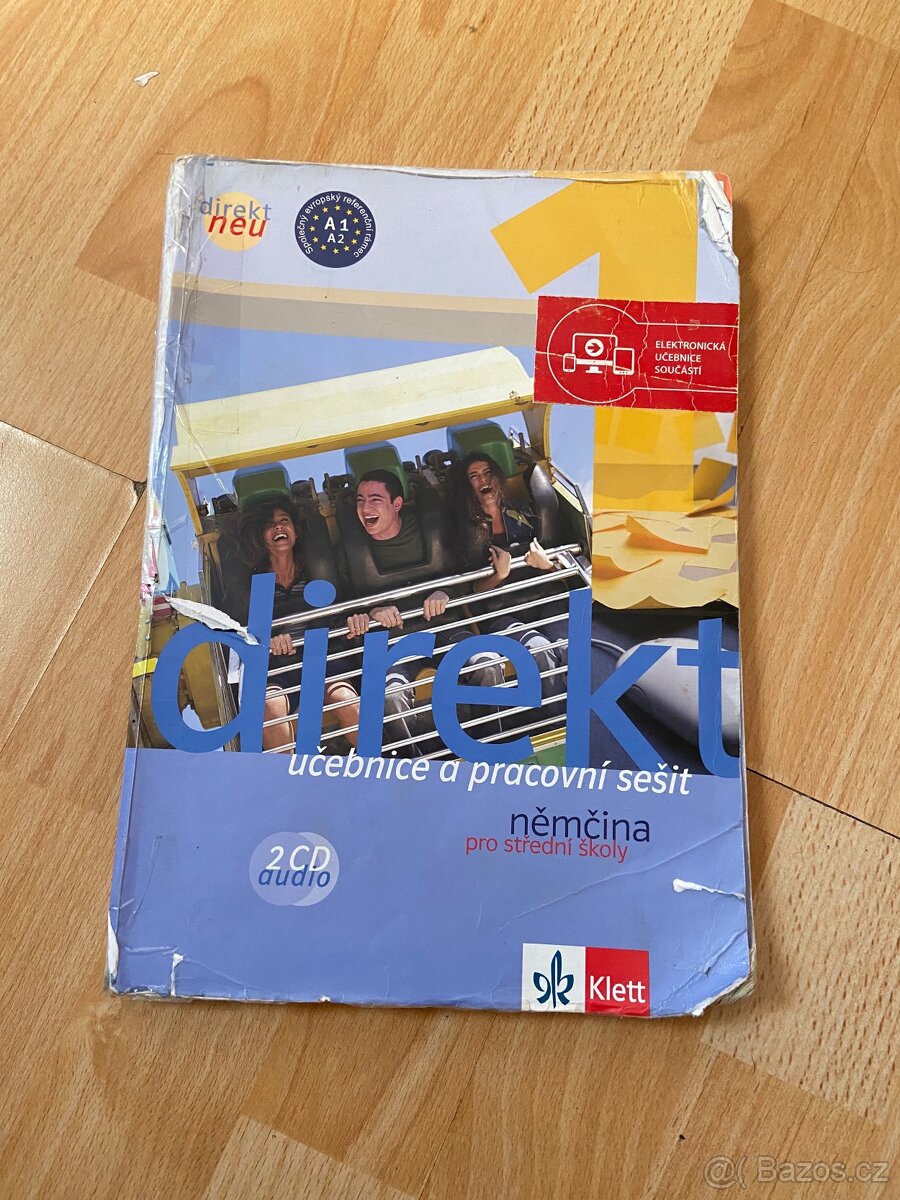 direkt
neu
Společný evropský referenční rámec
A1
A2
1
ELEKTRONICKÁ
UČEBNICE
SOUČÁSTÍ
direkt
učebnice a pracovní sešit
němčina
pro střední školy
2 CD
audio
Klett
@( Bazos.cz